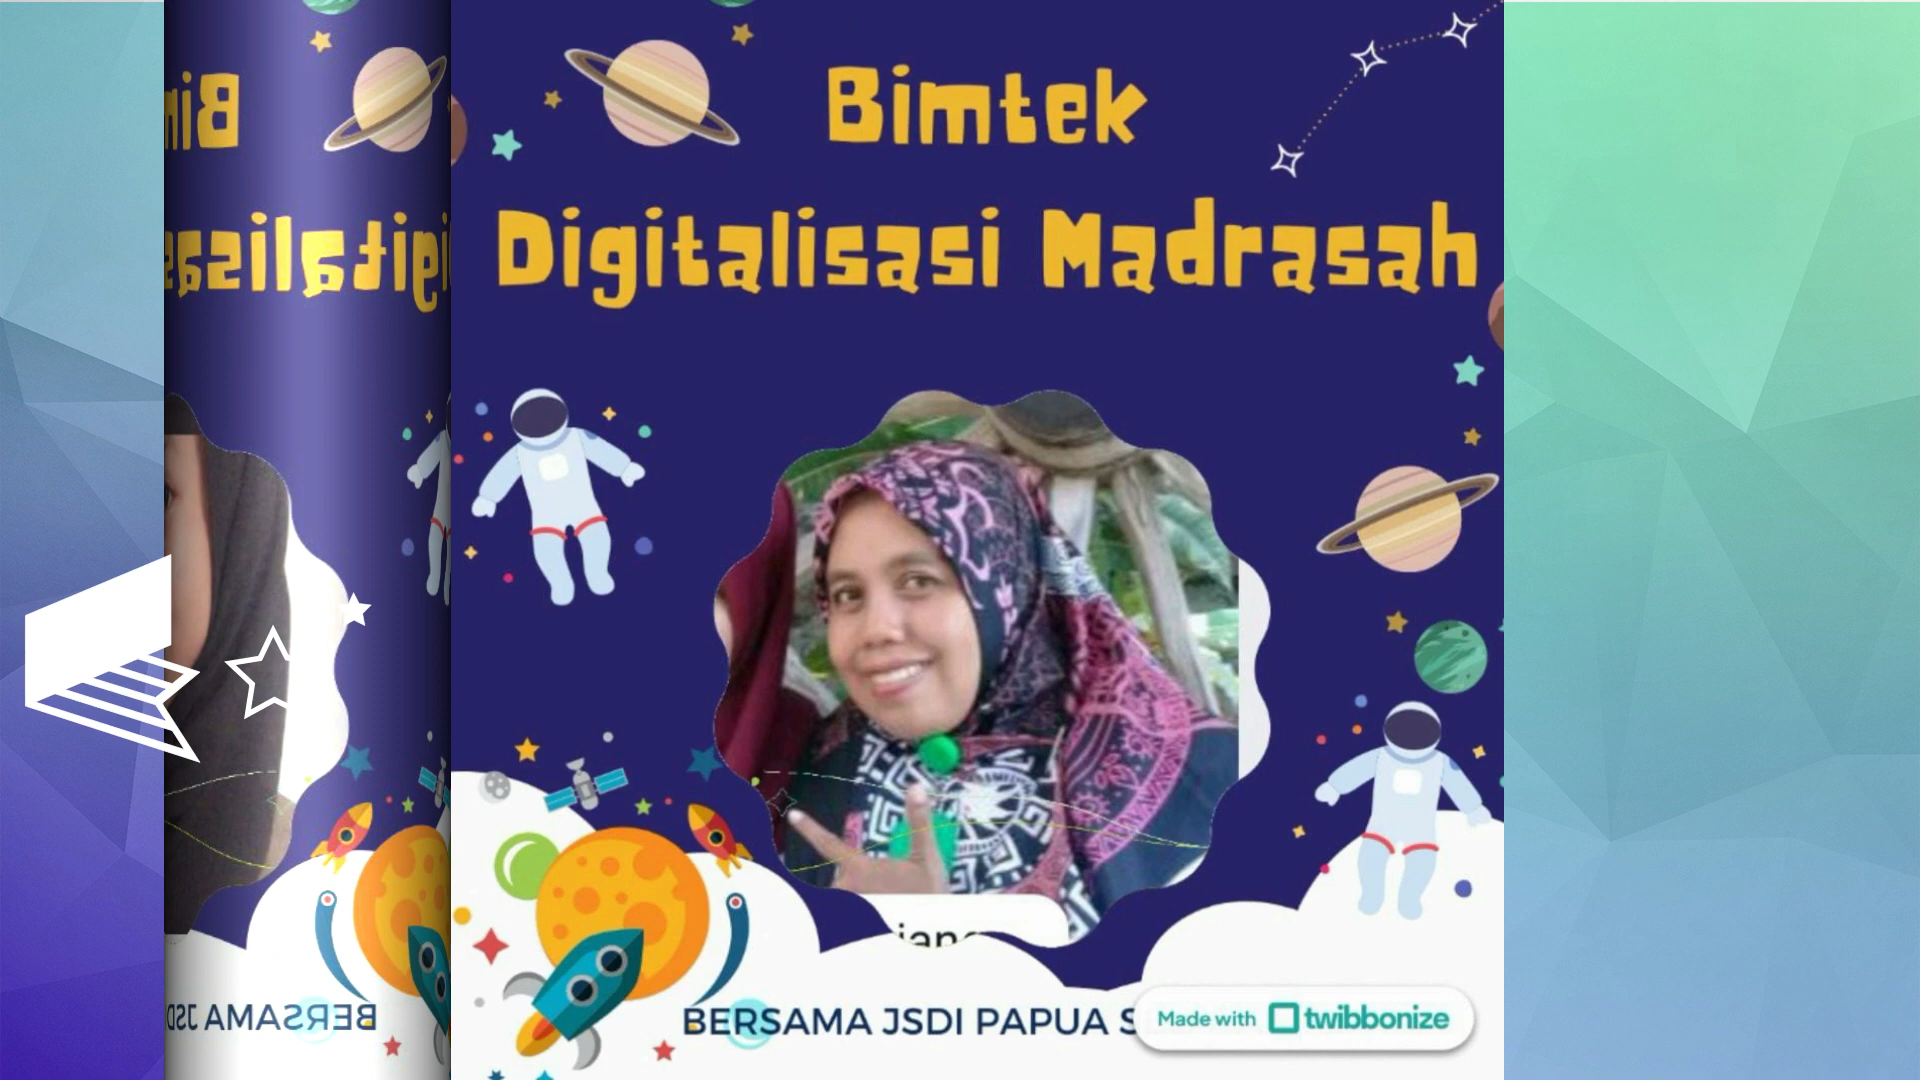 Bimtek
Digitalisasi Madrasah
BERSAMA JSDI PAPUA S
Made with twibbonize